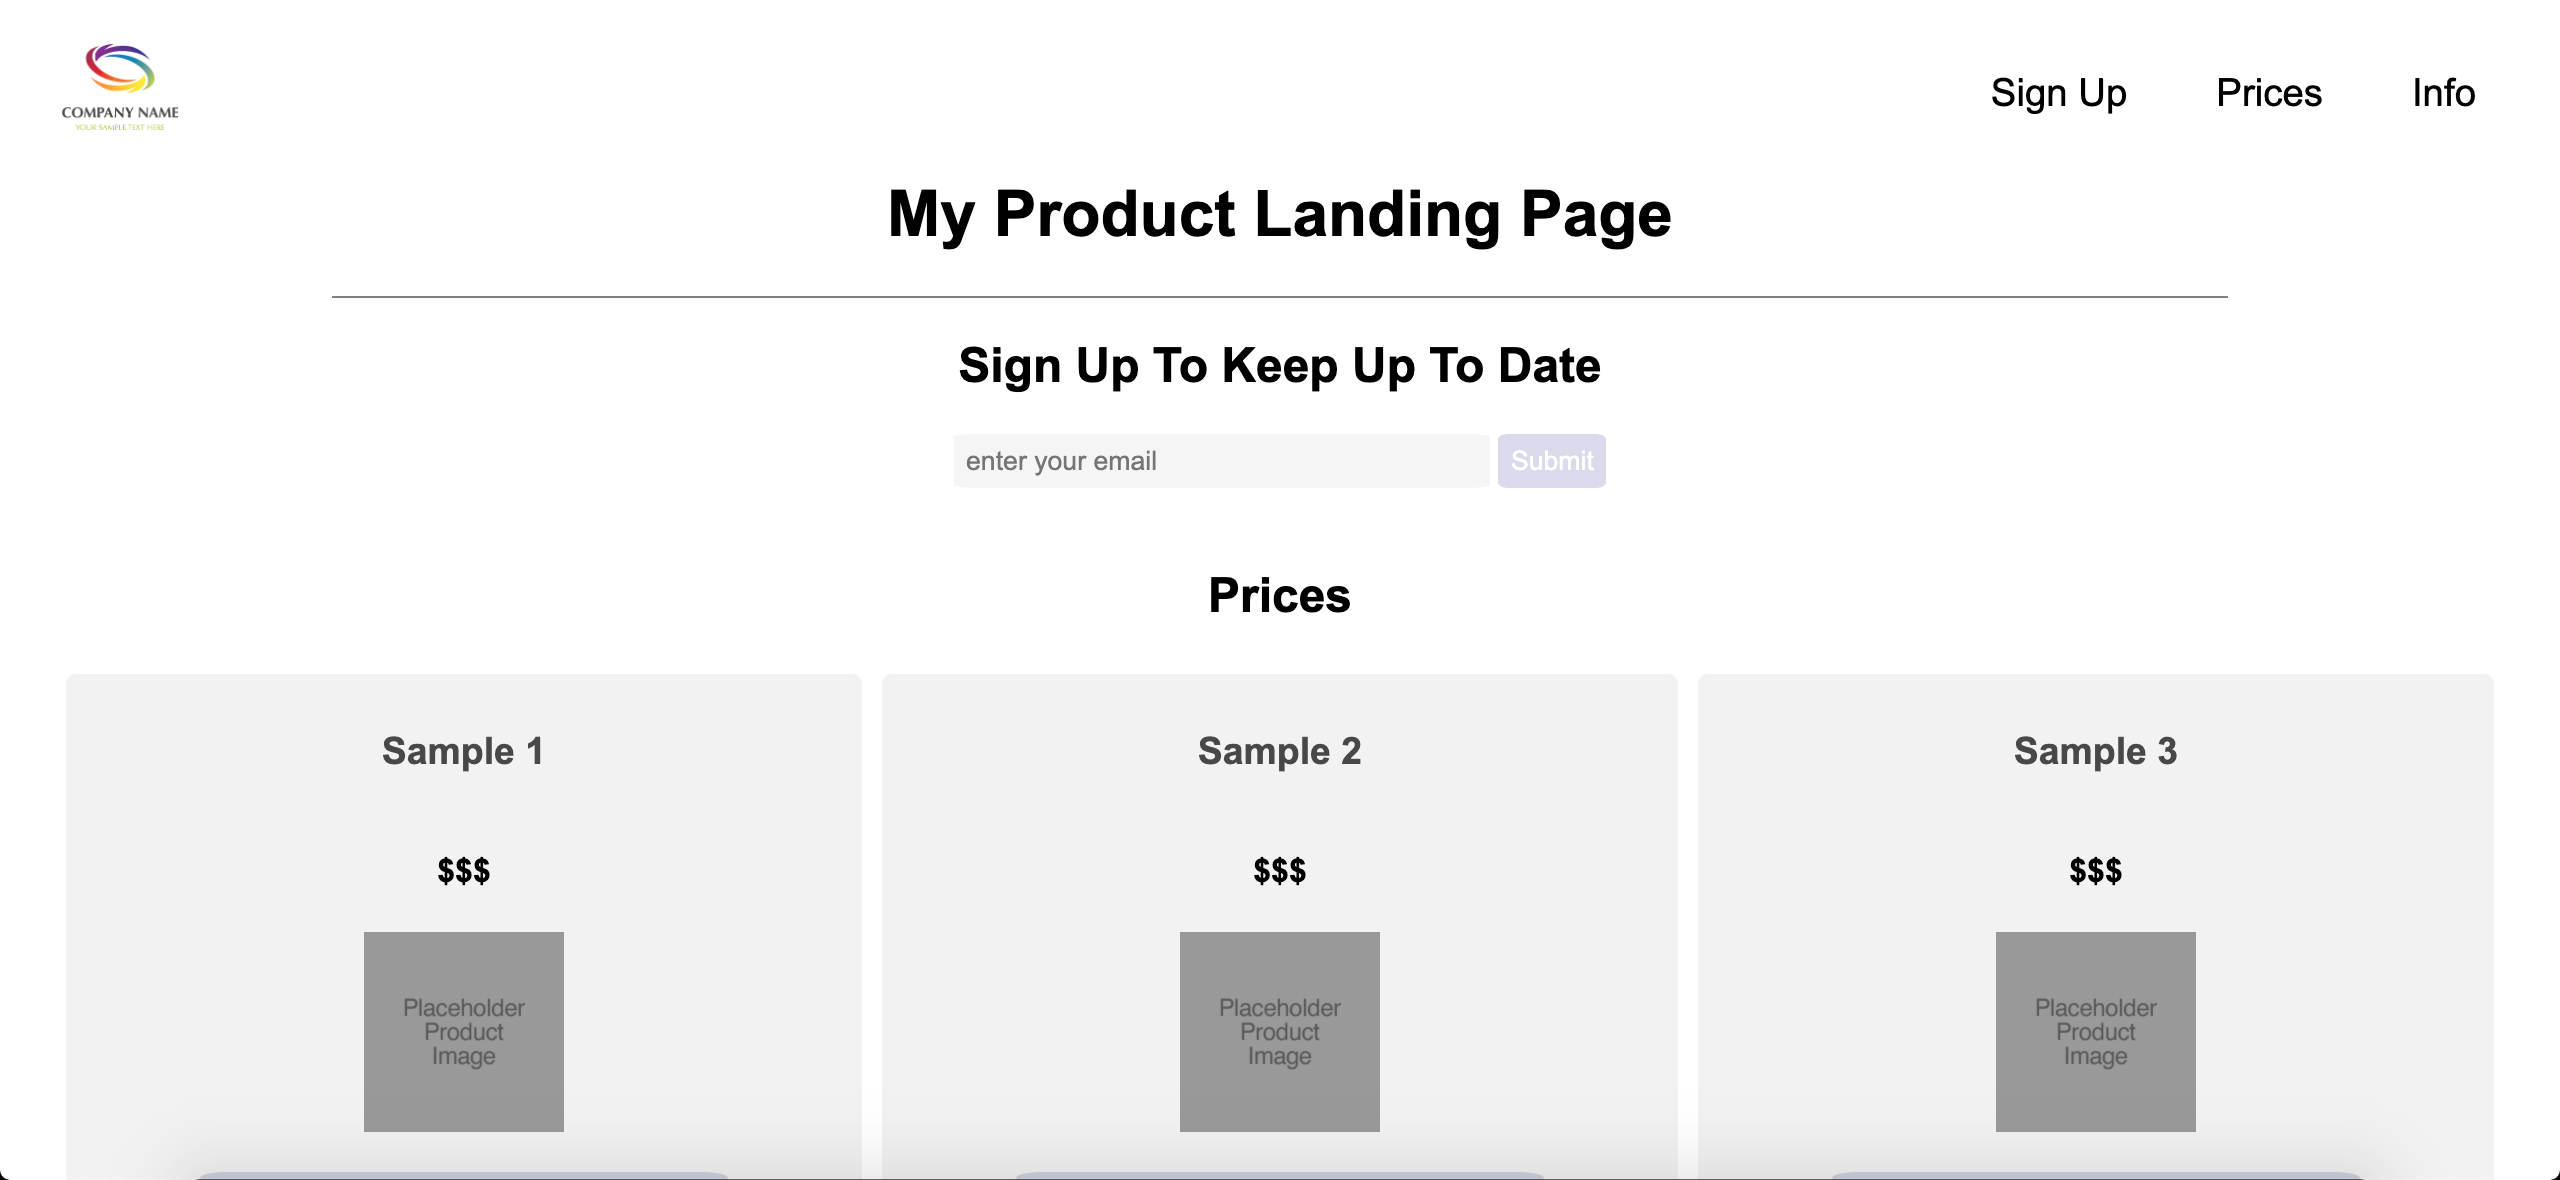 COMPANY NAME
YOUR SAMPLE TEXT HERE
Sign Up
Prices
Info
My Product Landing Page
Sign Up To Keep Up To Date
enter your email
Submit
Prices
Sample 1
$$$
Placeholder
Product
Image
Sample 2
$$$
Placeholder
Product
Image
Sample 3
$$$
Placeholder
Product
Image